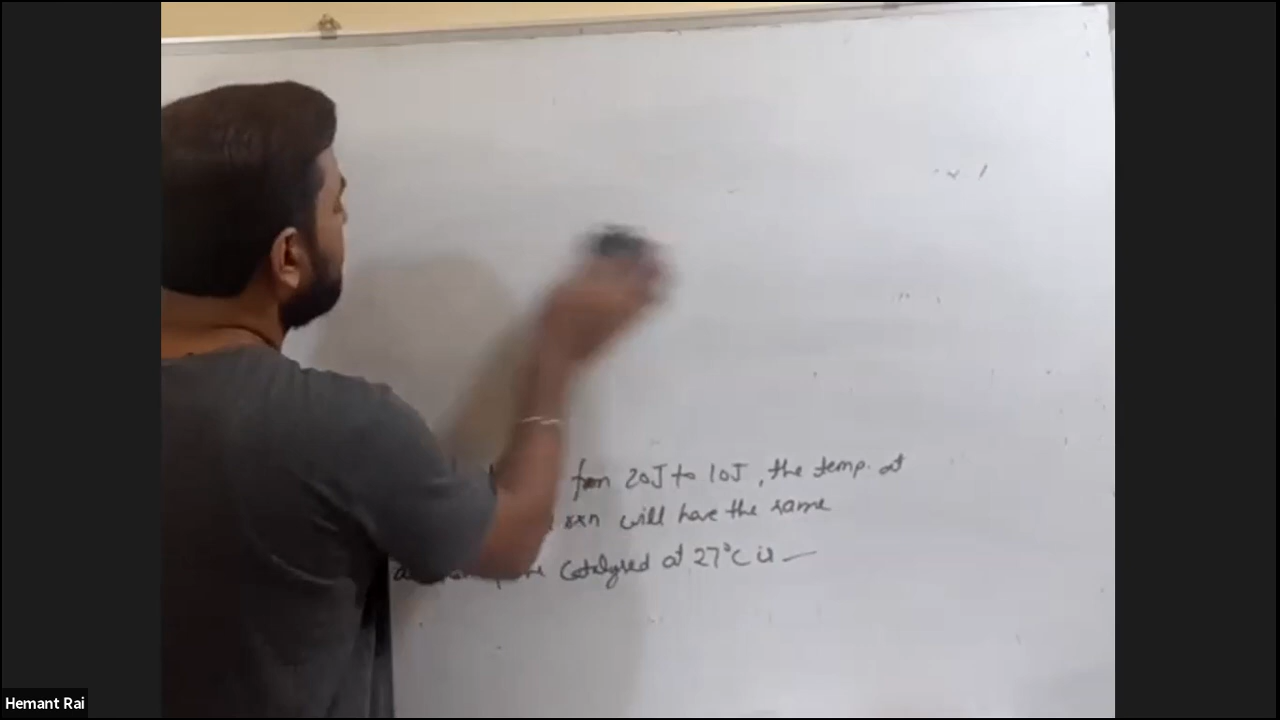 from 20J to 10J, the temp. at
rxn will have the same
catalysed at 27°C is —
Hemant Rai